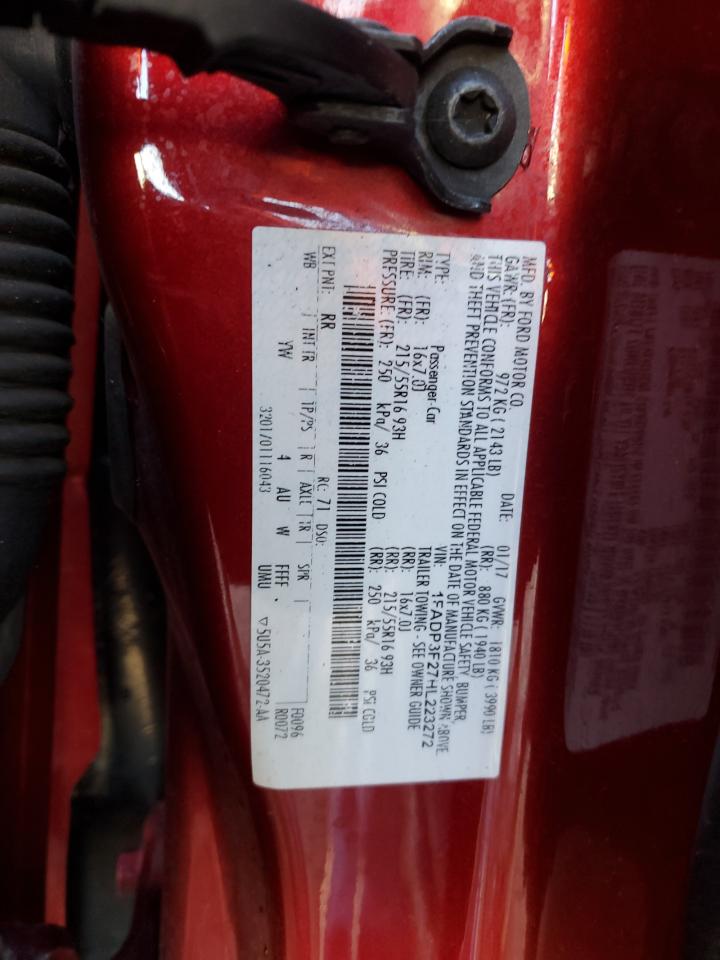 MFD. BY FORD MOTOR CO.
DATE: 01/17 GVWR: 1810 KG ( 3990 LB)
GAWR: (FR): 972 KG ( 2143 LB) (RR): 880 KG ( 1940 LB)
THIS VEHICLE CONFORMS TO ALL APPLICABLE FEDERAL MOTOR VEHICLE SAFETY, BUMPER,
AND THEFT PREVENTION STANDARDS IN EFFECT ON THE DATE OF MANUFACTURE SHOWN ABOVE
VIN: 1FADP3F27HL223272
TYPE: Passenger-Car TRAILER TOWING - SEE OWNER GUIDE
RIM: (FR): 16x7.0J (RR): 16x7.0J
TIRE: (FR): 215/55R16 93H (RR): 215/55R16 93H
PRESSURE:(FR): 250 kPa/ 36 PSI COLD (RR): 250 kPa/ 36 PSI COLD
EXT PNT: RR RC: 71 DSO: F0096
WB INT TR TP/PS R AXLE TR SPR R0072
YW 4 AU W FFFF UMU
3201/01116043 ▽5U5A-3520472-AA